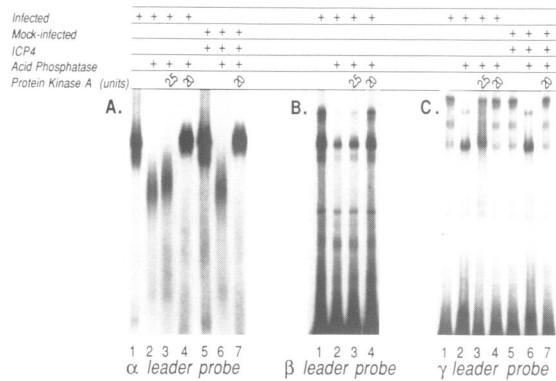 Infected + + + + + + + + + + + +
Mock-infected + + + + + +
ICP4 + + + + + +
Acid Phosphatase + + + + + + + + + + + + +
Protein Kinase A (units) 2.5 20 20 2.5 20 2.5 20 20
A. B. C.
1 2 3 4 5 6 7 1 2 3 4 1 2 3 4 5 6 7
α leader probe β leader probe γ leader probe